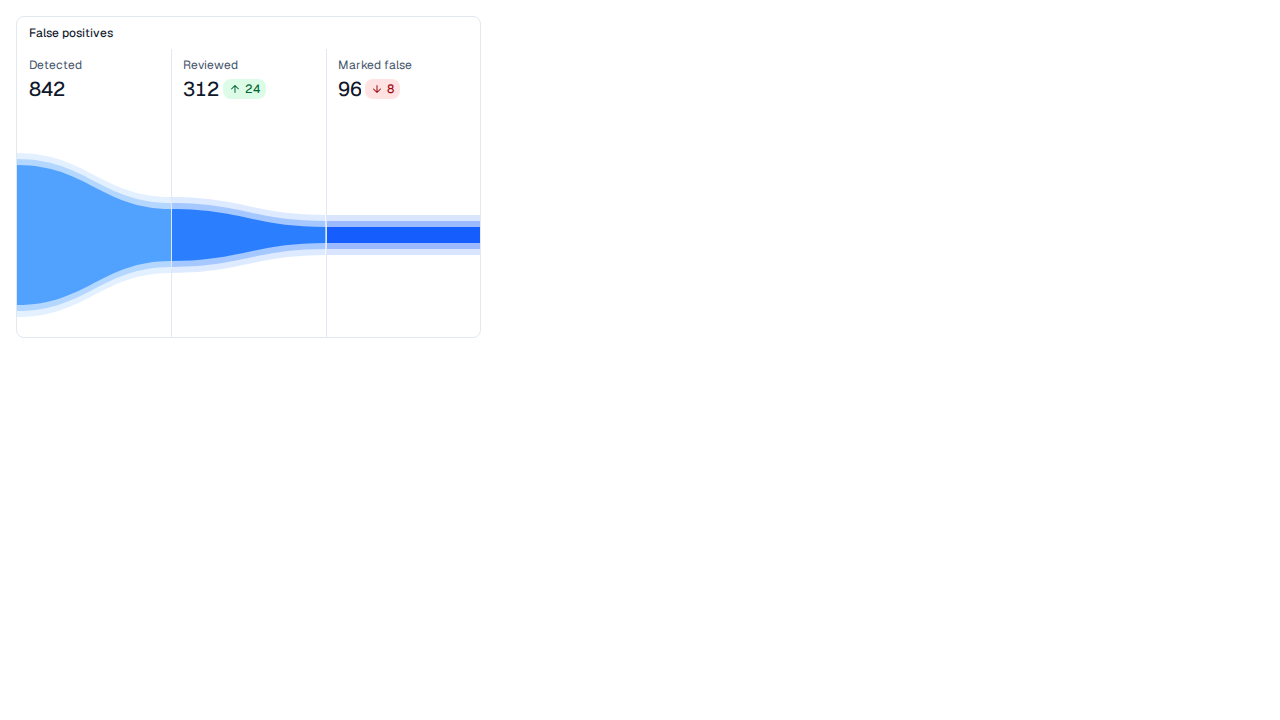 False positives
Detected
842
Reviewed
312 ↑ 24
Marked false
96 ↓ 8